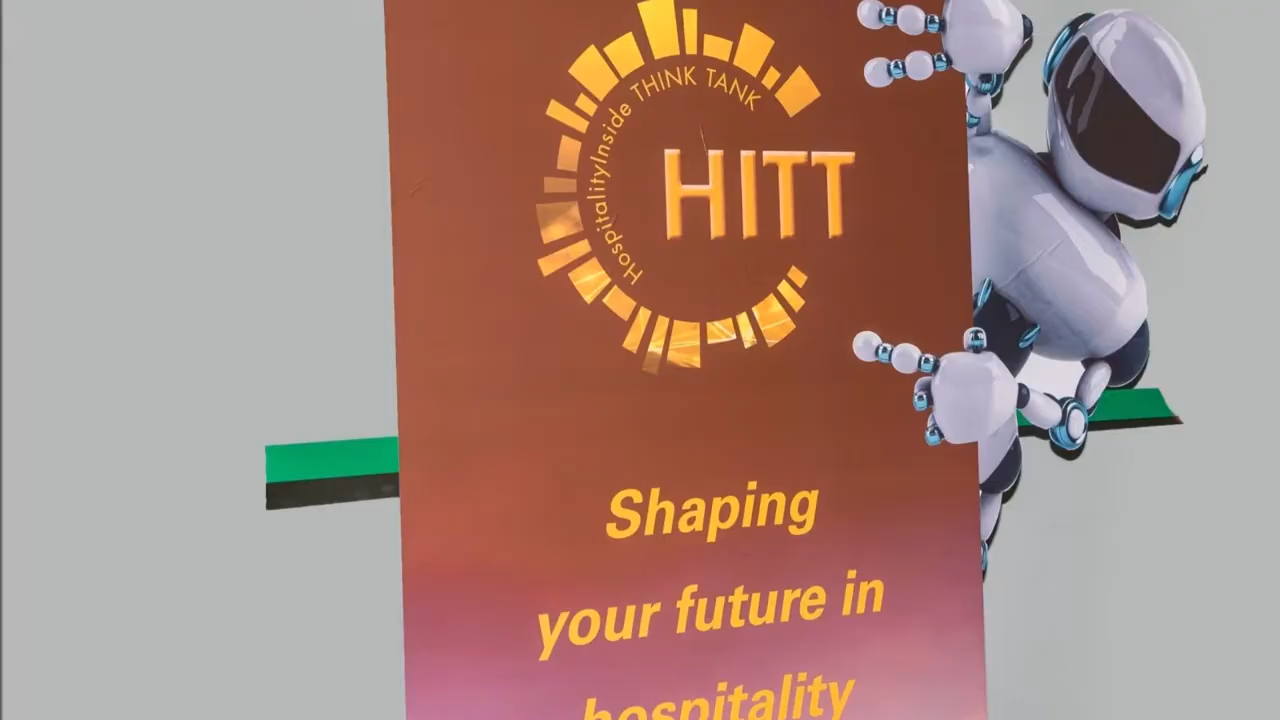 HospitalityInside THINK TANK
HITT
Shaping
your future in
hospitality